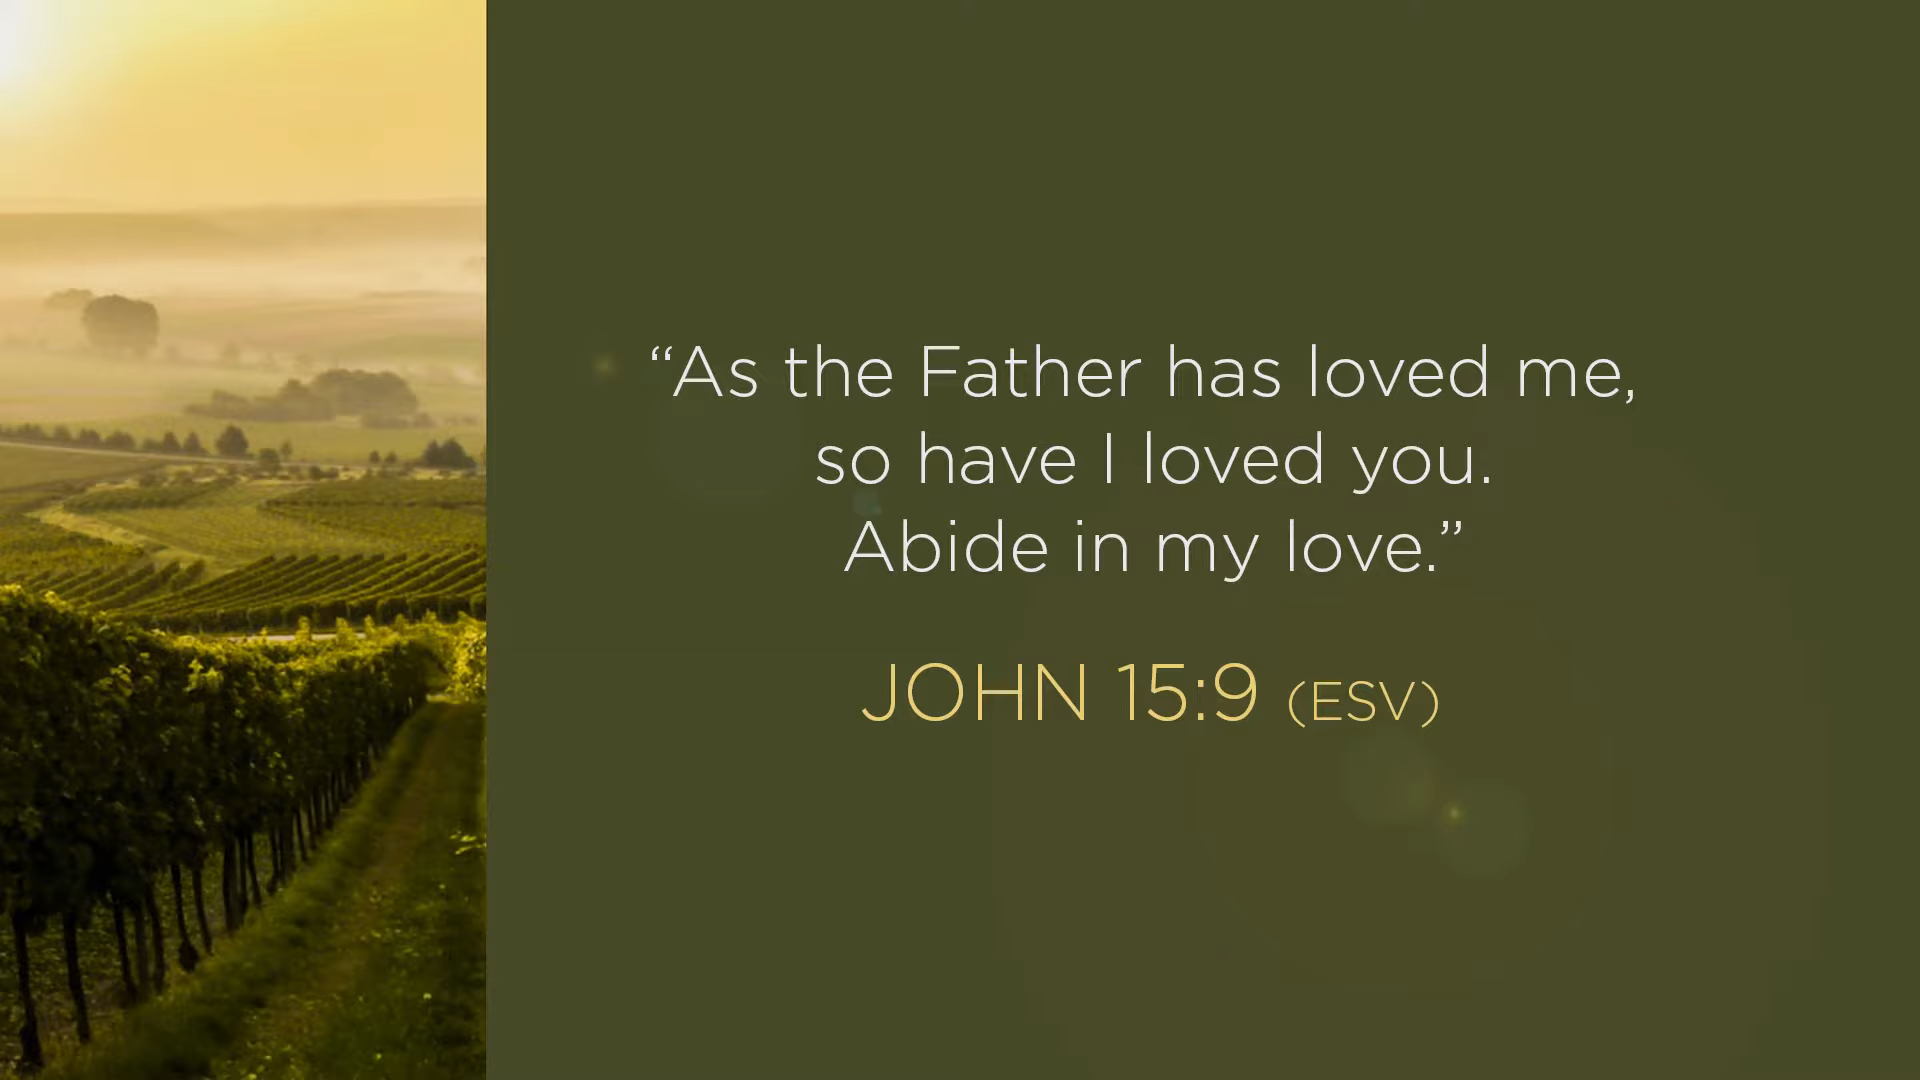 “As the Father has loved me,
so have I loved you.
Abide in my love.”
JOHN 15:9 (ESV)